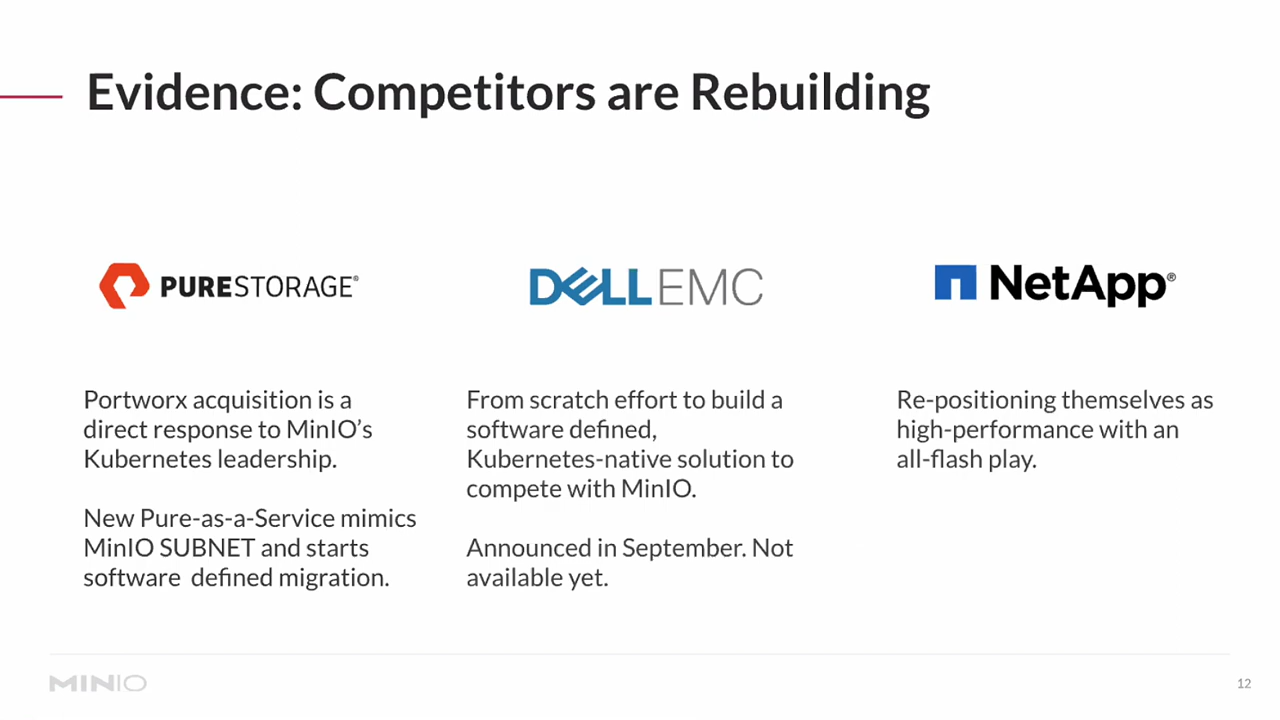 Evidence: Competitors are Rebuilding
PURESTORAGE®
Portworx acquisition is a
direct response to MinIO’s
Kubernetes leadership.
New Pure-as-a-Service mimics
MinIO SUBNET and starts
software  defined migration.
DELLEMC
From scratch effort to build a
software defined,
Kubernetes-native solution to
compete with MinIO.
Announced in September. Not
available yet.
NetApp®
Re-positioning themselves as
high-performance with an
all-flash play.
MINIO
12